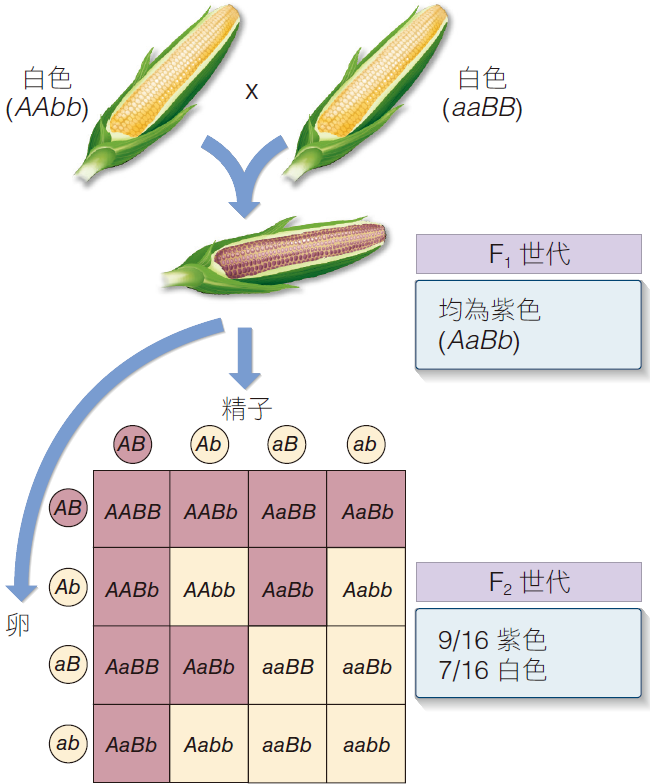 白色
(AAbb)
X
白色
(aaBB)
F₁ 世代
均為紫色
(AaBb)
精子
AB Ab aB ab
AB AABB AABb AaBB AaBb
Ab AABb AAbb AaBb Aabb
F₂ 世代
卵
9/16 紫色
7/16 白色
aB AaBB AaBb aaBB aaBb
ab AaBb Aabb aaBb aabb